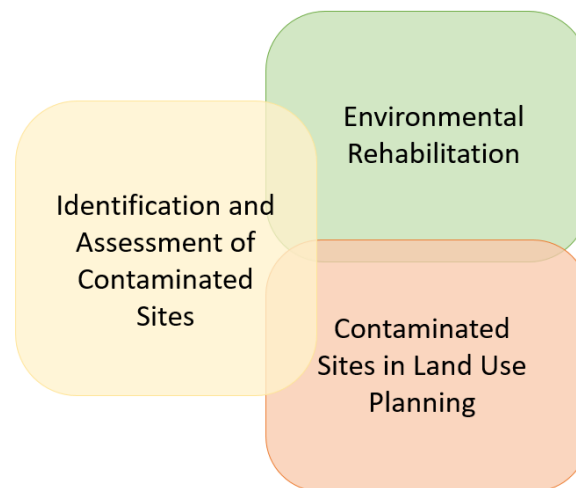 Environmental
Rehabilitation
Identification and
Assessment of
Contaminated
Sites
Contaminated
Sites in Land Use
Planning